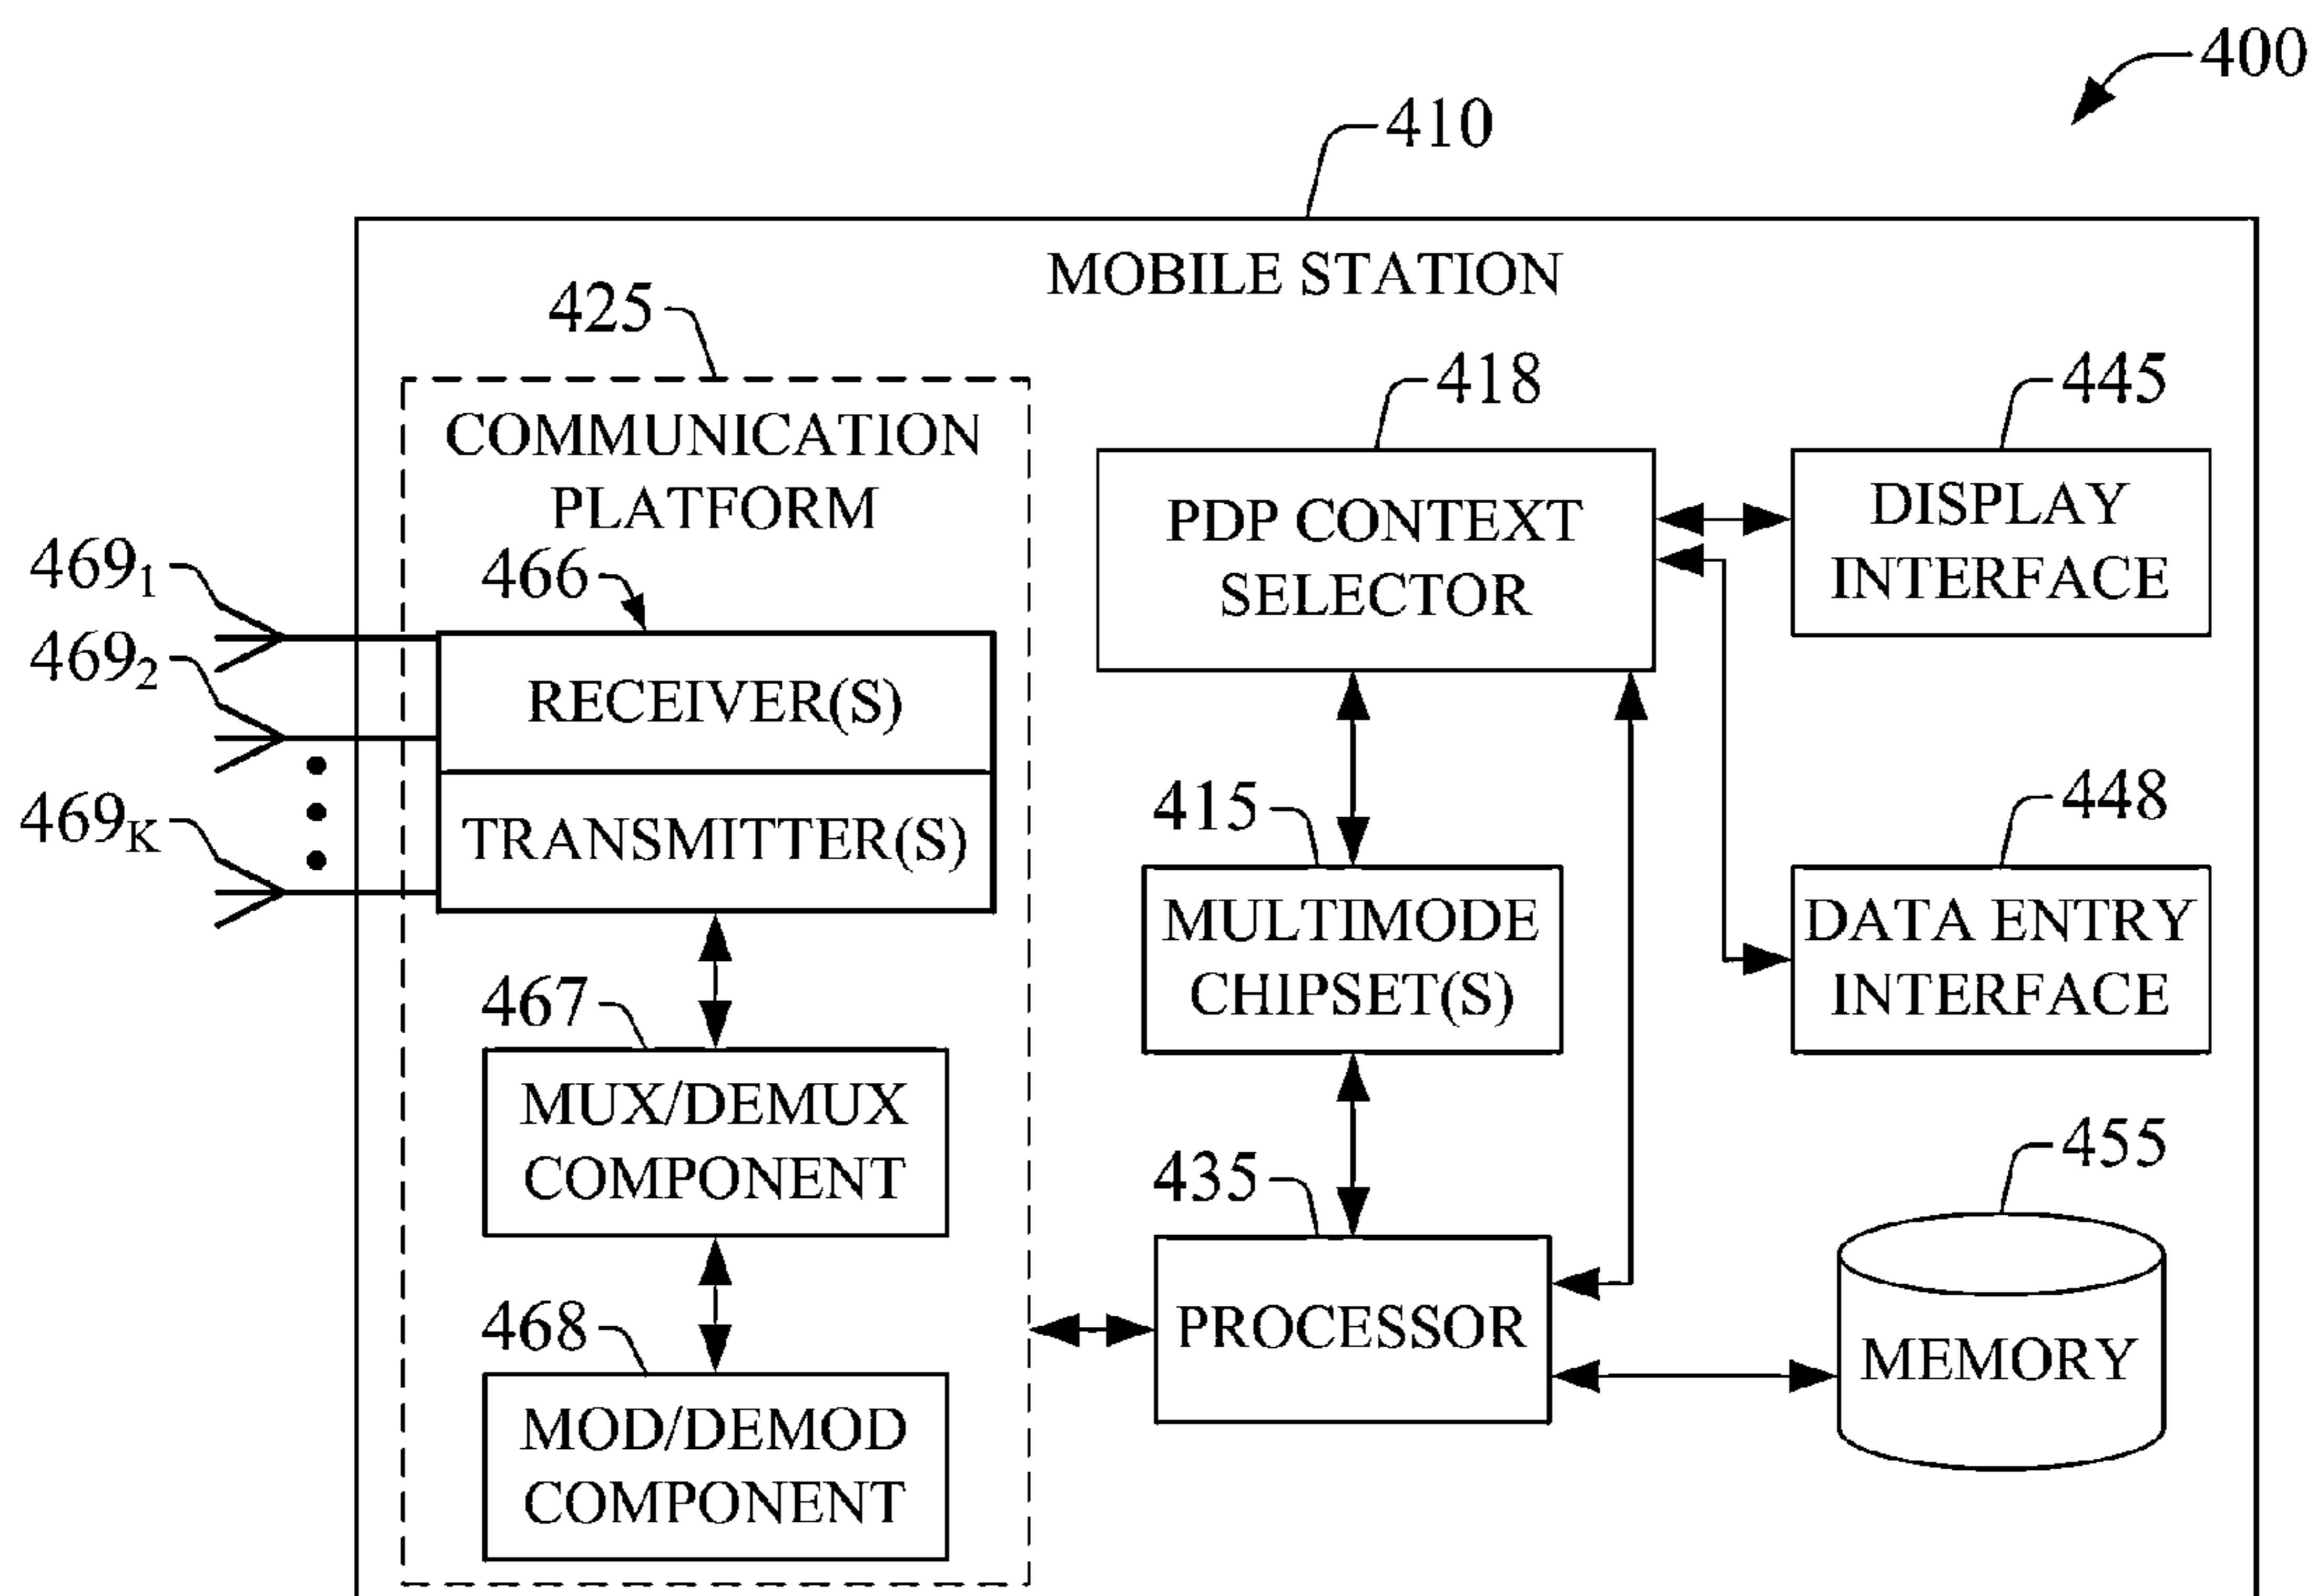 400
410
MOBILE STATION
425
COMMUNICATION
PLATFORM
418
445
PDP CONTEXT
SELECTOR
DISPLAY
INTERFACE
466
469₁
469₂
469K
RECEIVER(S)
TRANSMITTER(S)
415
448
MULTIMODE
CHIPSET(S)
DATA ENTRY
INTERFACE
467
MUX/DEMUX
COMPONENT
435
455
PROCESSOR
MEMORY
468
MOD/DEMOD
COMPONENT